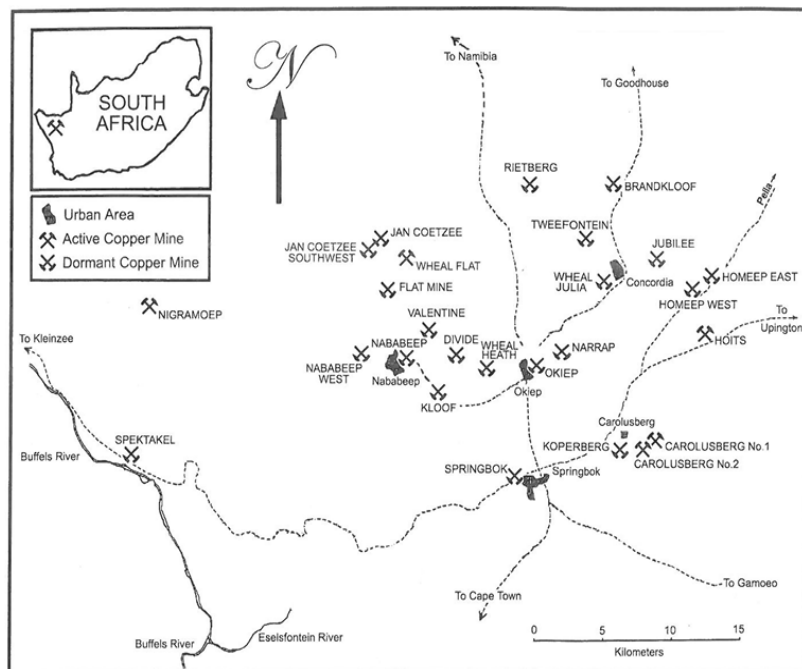 N
To Namibia
To Goodhouse
SOUTH
AFRICA
Urban Area
Active Copper Mine
Dormant Copper Mine
RIETBERG
BRANDKLOOF
Pella
TWEEFONTEIN
JAN COETZEE
JAN COETZEE
SOUTHWEST
WHEAL FLAT
JUBILEE
FLAT MINE
WHEAL
JULIA
Concordia
HOMEEP EAST
HOMEEP WEST
NIGRAMOEP
To
Upington
VALENTINE
To Kleinzee
NABABEEP
DIVIDE
WHEAL
HEATH
NARRAP
HOITS
NABABEEP
WEST
Nababeep
OKIEP
Okiep
KLOOF
Carolusberg
SPEKTAKEL
KOPERBERG
CAROLUSBERG No.1
CAROLUSBERG No.2
Buffels River
SPRINGBOK
Springbok
To Gamoeo
To
Cape Town
Buffels River
Eselsfontein River
0
5
10
15
Kilometers